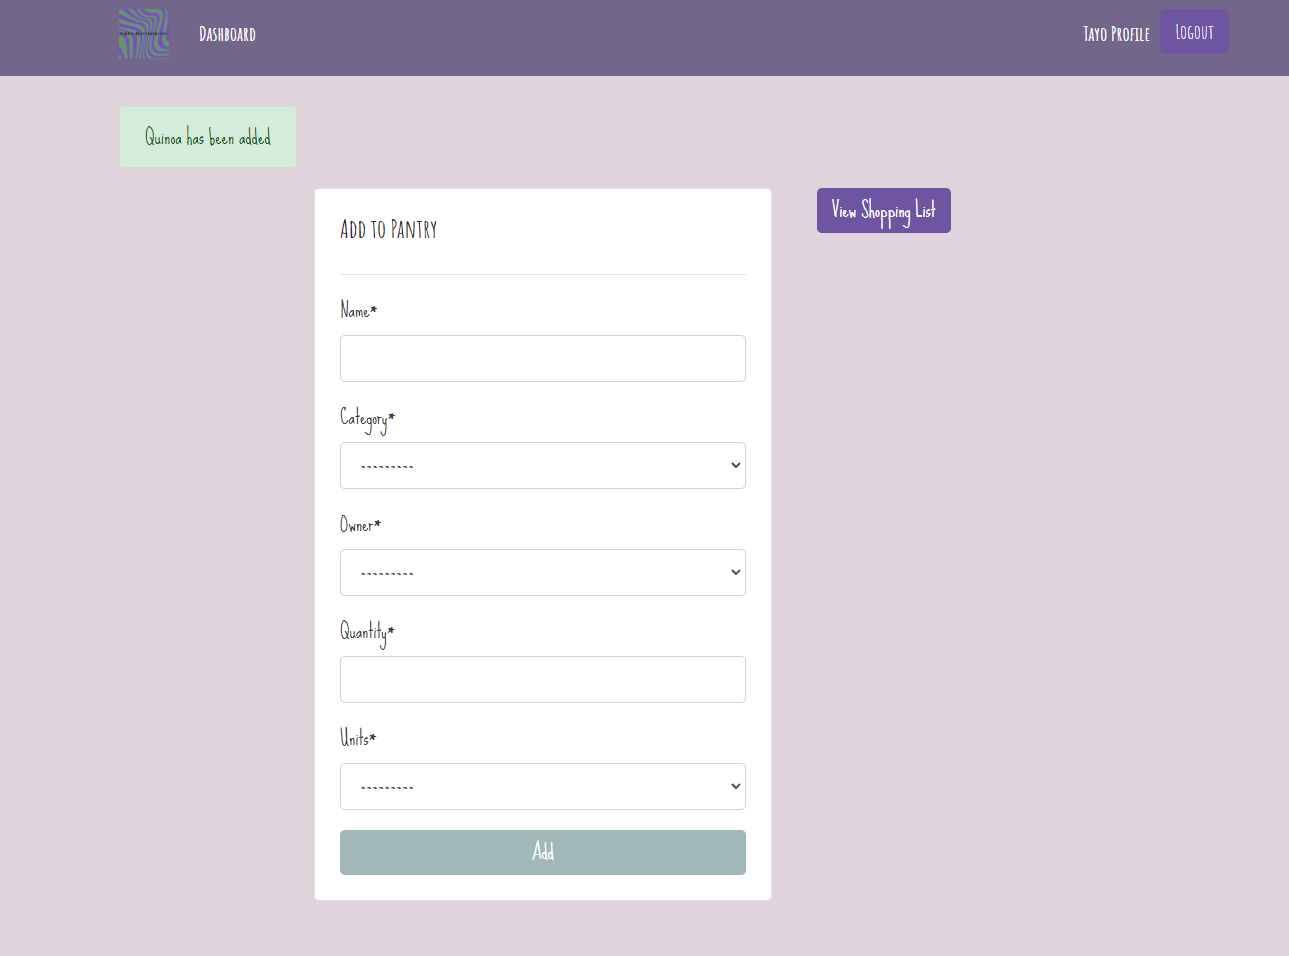 Dashboard
Tayo Profile
Logout
Quinoa has been added
Add to Pantry
View Shopping List
Name*
Category*
---------
Owner*
---------
Quantity*
Units*
---------
Add